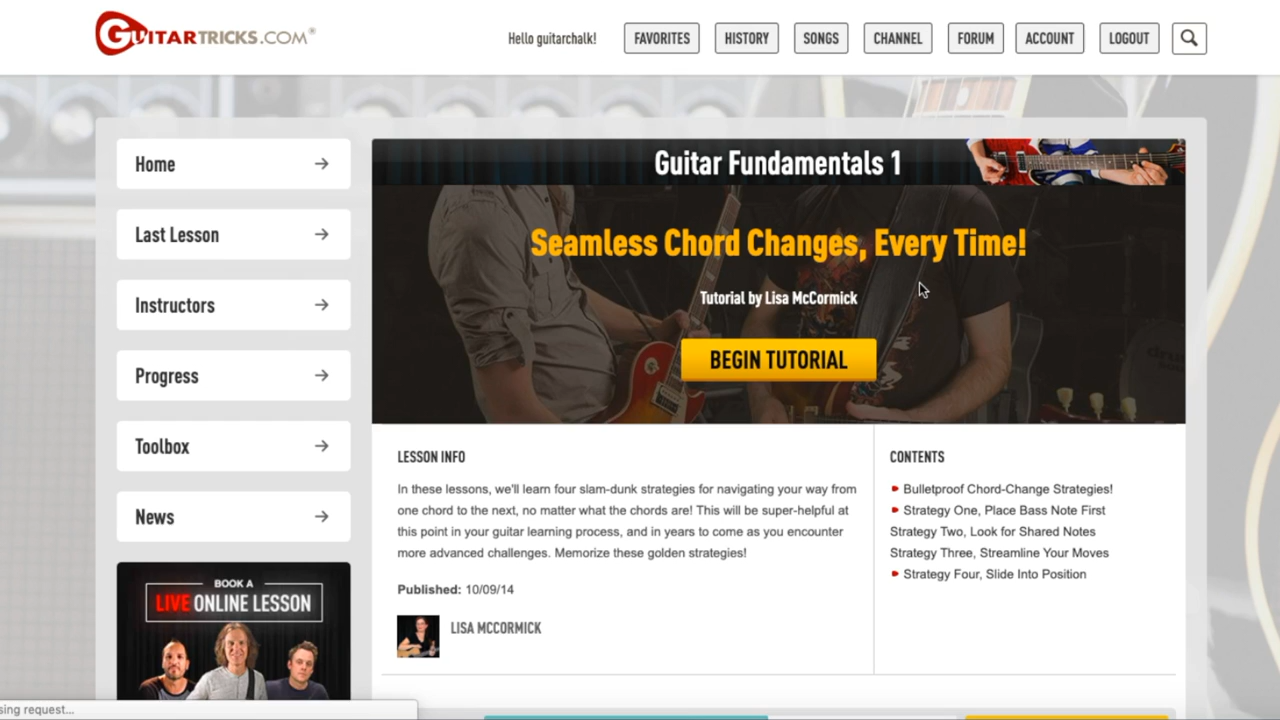 GUITARTRICKS.COM®
Hello guitarchalk!
FAVORITES
HISTORY
SONGS
CHANNEL
FORUM
ACCOUNT
LOGOUT
Home
Last Lesson
Instructors
Progress
Toolbox
News
BOOK A
LIVE ONLINE LESSON
Guitar Fundamentals 1
Seamless Chord Changes, Every Time!
Tutorial by Lisa McCormick
BEGIN TUTORIAL
LESSON INFO
In these lessons, we'll learn four slam-dunk strategies for navigating your way from
one chord to the next, no matter what the chords are! This will be super-helpful at
this point in your guitar learning process, and in years to come as you encounter
more advanced challenges. Memorize these golden strategies!
Published: 10/09/14
LISA MCCORMICK
CONTENTS
Bulletproof Chord-Change Strategies!
Strategy One, Place Bass Note First
Strategy Two, Look for Shared Notes
Strategy Three, Streamline Your Moves
Strategy Four, Slide Into Position
sing request...